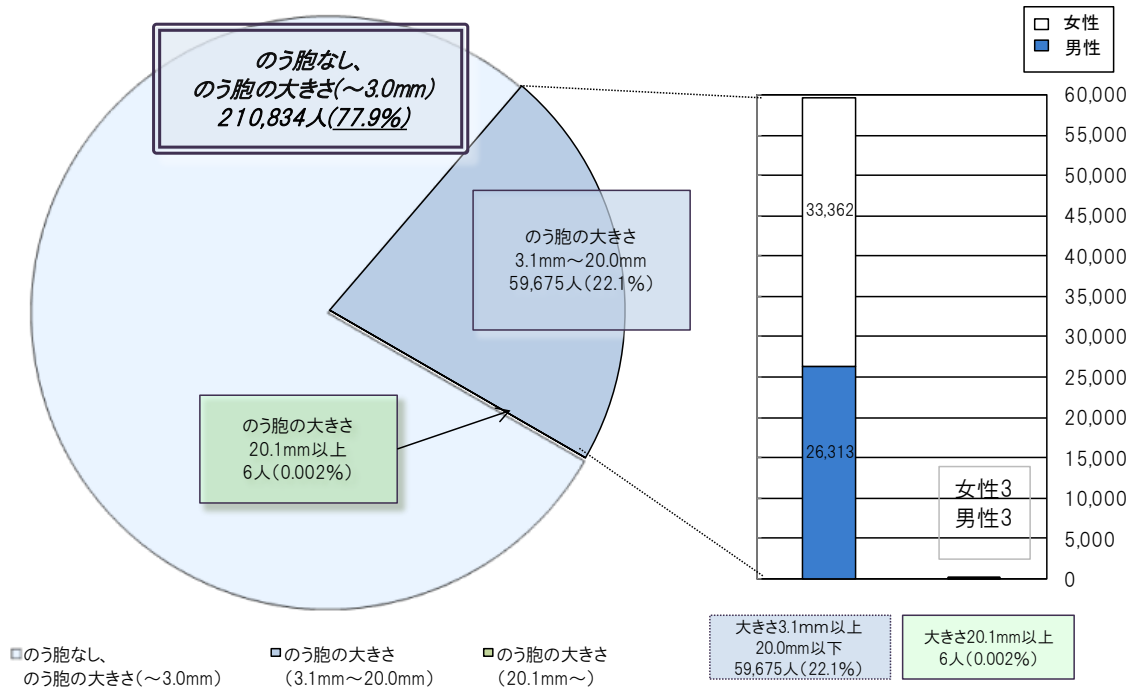 のう胞なし、
のう胞の大きさ(～3.0mm)
210,834人(77.9%)
のう胞の大きさ
3.1mm～20.0mm
59,675人(22.1%)
のう胞の大きさ
20.1mm以上
6人(0.002%)
□のう胞なし、
のう胞の大きさ(～3.0mm)
■のう胞の大きさ
(3.1mm～20.0mm)
■のう胞の大きさ
(20.1mm～)
□ 女性
■ 男性
60,000
55,000
50,000
45,000
40,000
35,000
30,000
25,000
20,000
15,000
10,000
5,000
0
33,362
26,313
女性3
男性3
大きさ3.1mm以上
20.0mm以下
59,675人(22.1%)
大きさ20.1mm以上
6人(0.002%)